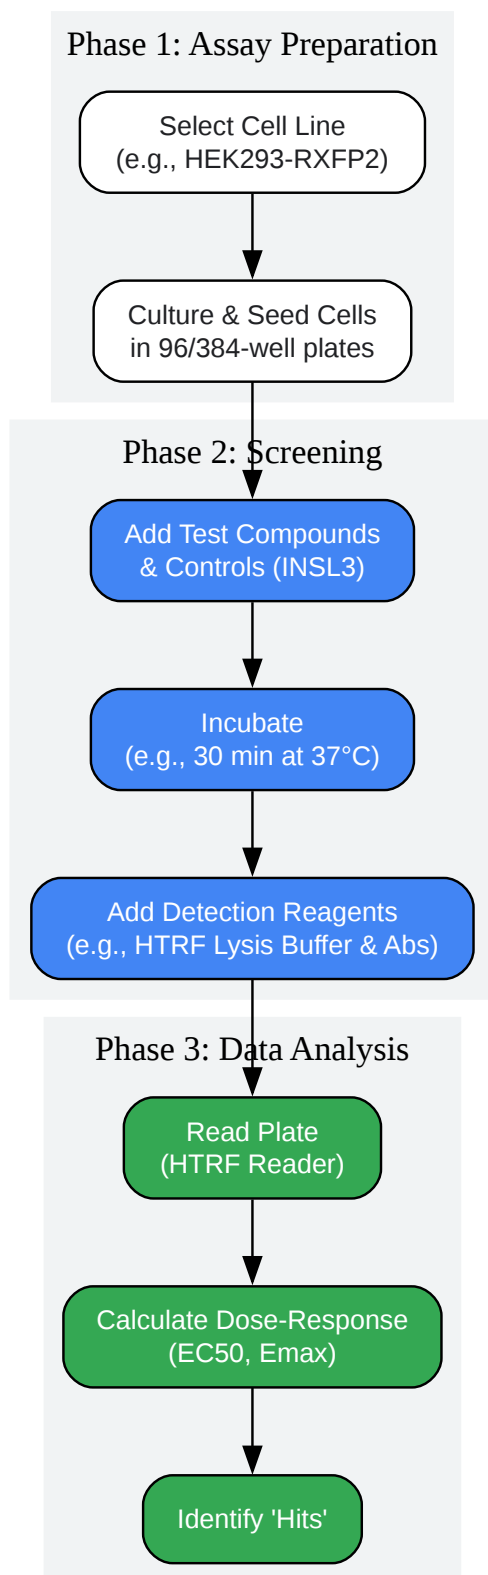 Phase 1: Assay Preparation
Select Cell Line
(e.g., HEK293-RXFP2)
Culture & Seed Cells
in 96/384-well plates
Phase 2: Screening
Add Test Compounds
& Controls (INSL3)
Incubate
(e.g., 30 min at 37°C)
Add Detection Reagents
(e.g., HTRF Lysis Buffer & Abs)
Phase 3: Data Analysis
Read Plate
(HTRF Reader)
Calculate Dose-Response
(EC50, Emax)
Identify 'Hits'